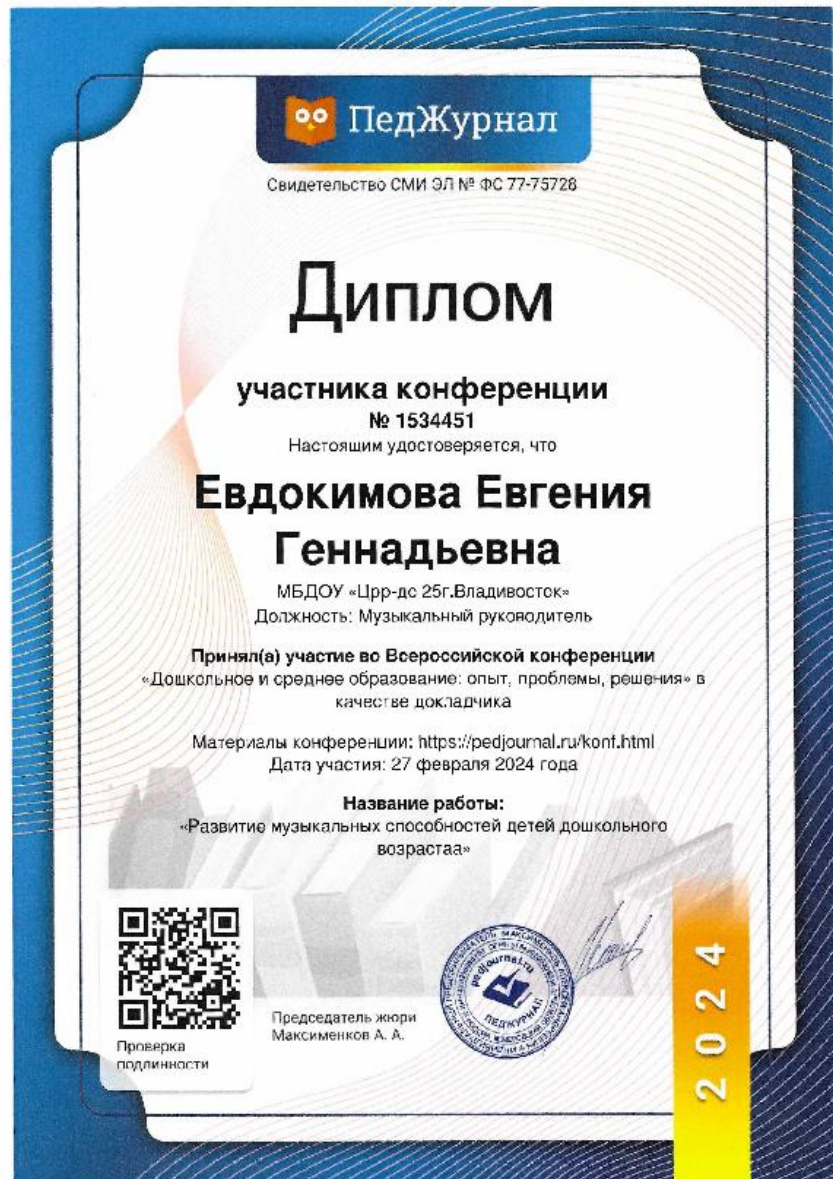 ПедЖурнал
Свидетельство СМИ ЭЛ № ФС 77-75728
Диплом
участника конференции
№ 1534451
Настоящим удостоверяется, что
Евдокимова Евгения
Геннадьевна
МБДОУ «Црр-дс 25г.Владивосток»
Должность: Музыкальный руководитель
Принял(а) участие во Всероссийской конференции
«Дошкольное и среднее образование: опыт, проблемы, решения» в
качестве докладчика
Материалы конференции: https://pedjournal.ru/konf.html
Дата участия: 27 февраля 2024 года
Название работы:
«Развитие музыкальных способностей детей дошкольного
возрастаа»
Проверка
подлинности
Председатель жюри
Максименков А. А.
pedjournal.ru
ПЕДЖУРНАЛ
2024